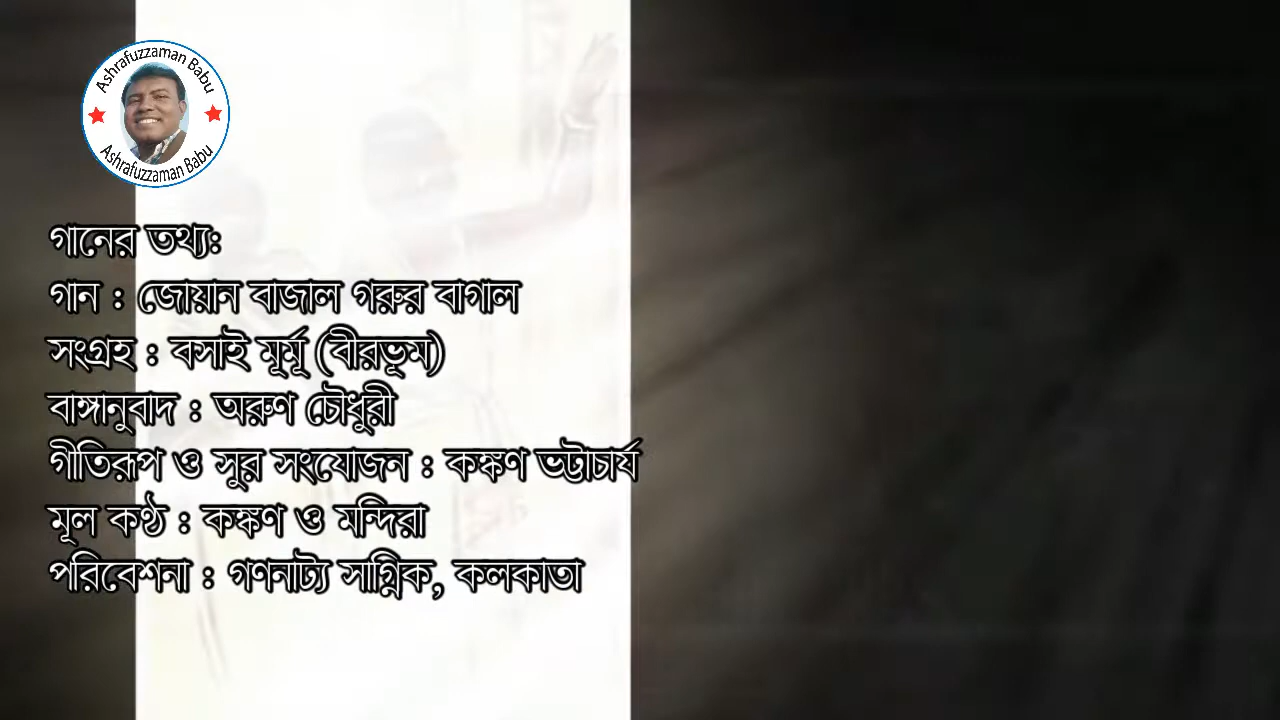 Ashrafuzzaman Babu
Ashrafuzzaman Babu
গানের তথ্যঃ
গান : জোয়ান বাজাল গরুর বাগাল
সংগ্রহ : কসাই মূর্মূ (বীরভূম)
বাঙ্গানুবাদ : অরুণ চৌধুরী
গীতিরূপ ও সুর সংযোজন : কঙ্কণ ভট্টাচার্য
মূল কণ্ঠ : কঙ্কণ ও মন্দিরা
পরিবেশনা : গণনাট্য সাগ্নিক, কলকাতা